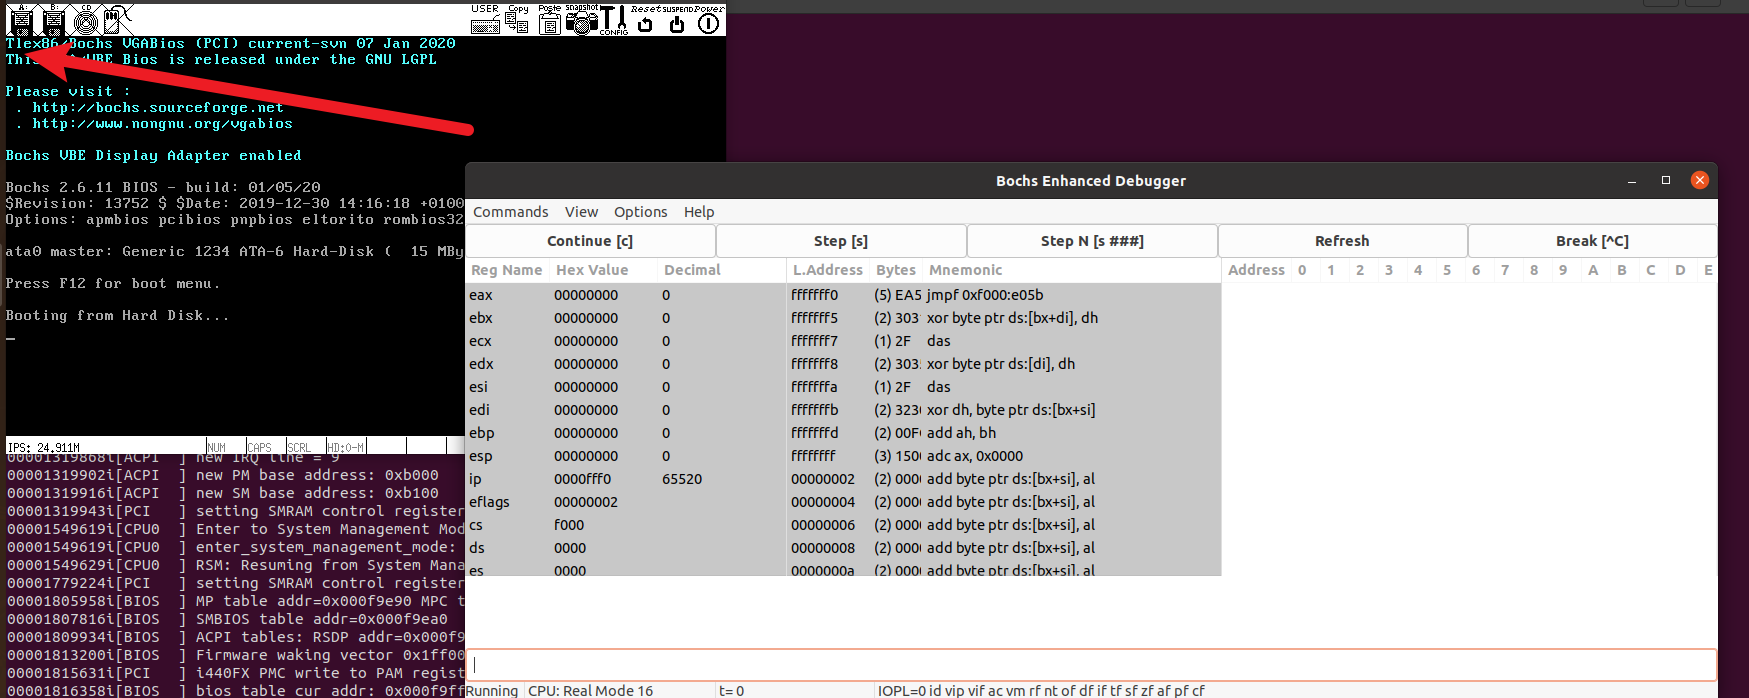 A: B: CD
USER Copy Paste snapshot CONFIG Reset SUSPEND Power
Tlex86/Bochs VGABios (PCI) current-svn 07 Jan 2020
This VBE Bios is released under the GNU LGPL
Please visit :
. http://bochs.sourceforge.net
. http://www.nongnu.org/vgabios
Bochs VBE Display Adapter enabled
Bochs 2.6.11 BIOS - build: 01/05/20
$Revision: 13752 $ $Date: 2019-12-30 14:16:18 +0100
Options: apmbios pcibios pnpbios eltorito rombios32
ata0 master: Generic 1234 ATA-6 Hard-Disk ( 15 MBy
Press F12 for boot menu.
Booting from Hard Disk...
IPS: 24.911M NUM CAPS SCRL HD:0-M
00001319868i[ACPI ] new IRQ line = 9
00001319902i[ACPI ] new PM base address: 0xb000
00001319916i[ACPI ] new SM base address: 0xb100
00001319943i[PCI ] setting SMRAM control register
00001549619i[CPU0 ] Enter to System Management Mod
00001549619i[CPU0 ] enter_system_management_mode:
00001549629i[CPU0 ] RSM: Resuming from System Mana
00001779224i[PCI ] setting SMRAM control register
00001805958i[BIOS ] MP table addr=0x000f9e90 MPC t
00001807816i[BIOS ] SMBIOS table addr=0x000f9ea0
00001809934i[BIOS ] ACPI tables: RSDP addr=0x000f9
00001813200i[BIOS ] Firmware waking vector 0x1ff00
00001815631i[PCI ] i440FX PMC write to PAM regist
00001816358i[BIOS ] bios table cur addr: 0x000f9ff
Bochs Enhanced Debugger
Commands View Options Help
Continue [c] Step [s] Step N [s ###] Refresh Break [^C]
Reg Name Hex Value Decimal L.Address Bytes Mnemonic Address 0 1 2 3 4 5 6 7 8 9 A B C D E
eax 00000000 0 fffffff0 (5) EA5 jmpf 0xf000:e05b
ebx 00000000 0 fffffff5 (2) 303 xor byte ptr ds:[bx+di], dh
ecx 00000000 0 fffffff7 (1) 2F das
edx 00000000 0 fffffff8 (2) 303 xor byte ptr ds:[di], dh
esi 00000000 0 fffffffa (1) 2F das
edi 00000000 0 fffffffb (2) 323 xor dh, byte ptr ds:[bx+si]
ebp 00000000 0 fffffffd (2) 00F add ah, bh
esp 00000000 0 ffffffff (3) 150 adc ax, 0x0000
ip 0000fff0 65520 00000002 (2) 000 add byte ptr ds:[bx+si], al
eflags 00000002 00000004 (2) 000 add byte ptr ds:[bx+si], al
cs f000 00000006 (2) 000 add byte ptr ds:[bx+si], al
ds 0000 00000008 (2) 000 add byte ptr ds:[bx+si], al
es 0000 0000000a (2) 000 add byte ptr ds:[bx+si], al
Running CPU: Real Mode 16 t= 0 IOPL=0 id vip vif ac vm rf nt of df if tf sf zf af pf cf